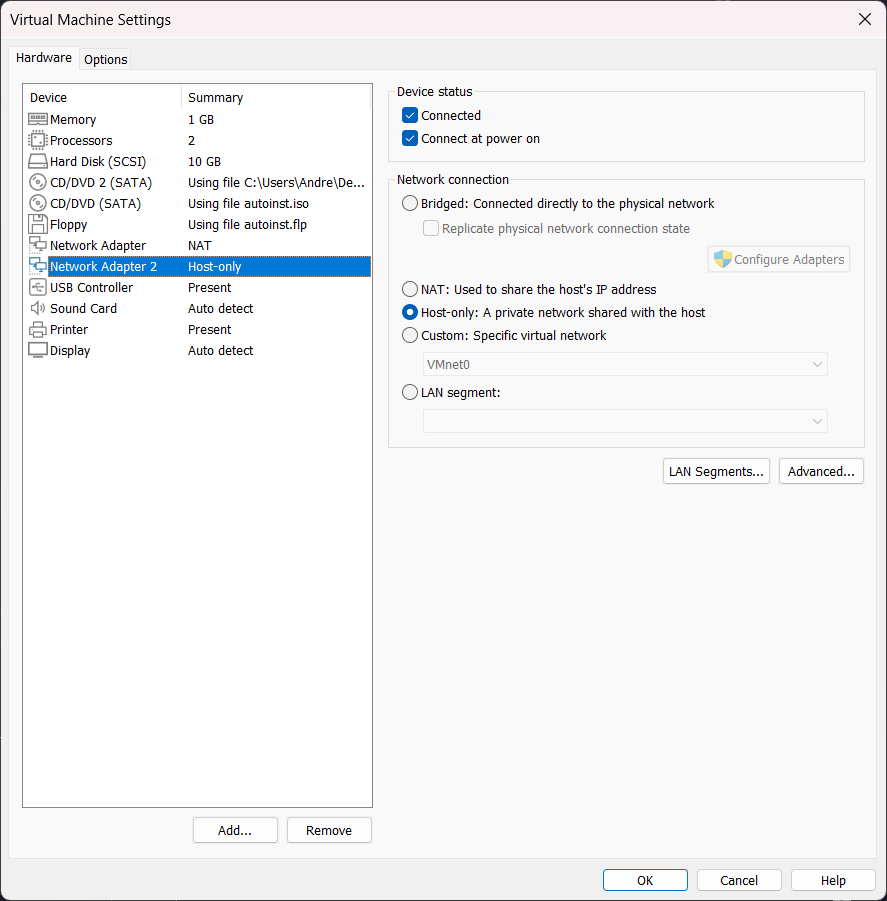 Virtual Machine Settings
Hardware
Options
Device Summary
Memory 1 GB
Processors 2
Hard Disk (SCSI) 10 GB
CD/DVD 2 (SATA) Using file C:\Users\Andre\De...
CD/DVD (SATA) Using file autoinst.iso
Floppy Using file autoinst.flp
Network Adapter NAT
Network Adapter 2 Host-only
USB Controller Present
Sound Card Auto detect
Printer Present
Display Auto detect
Add...
Remove
Device status
Connected
Connect at power on
Network connection
Bridged: Connected directly to the physical network
Replicate physical network connection state
Configure Adapters
NAT: Used to share the host's IP address
Host-only: A private network shared with the host
Custom: Specific virtual network
VMnet0
LAN segment:
LAN Segments...
Advanced...
OK
Cancel
Help